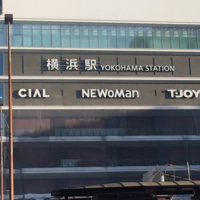 横浜駅 YOKOHAMA STATION
CIAL NEWoMan T・JOY